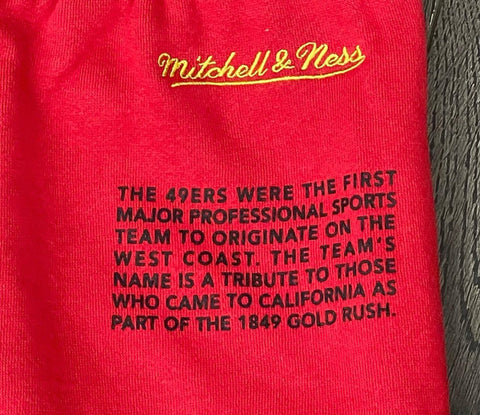 Mitchell & Ness
THE 49ERS WERE THE FIRST
MAJOR PROFESSIONAL SPORTS
TEAM TO ORIGINATE ON THE
WEST COAST. THE TEAM'S
NAME IS A TRIBUTE TO THOSE
WHO CAME TO CALIFORNIA AS
PART OF THE 1849 GOLD RUSH.